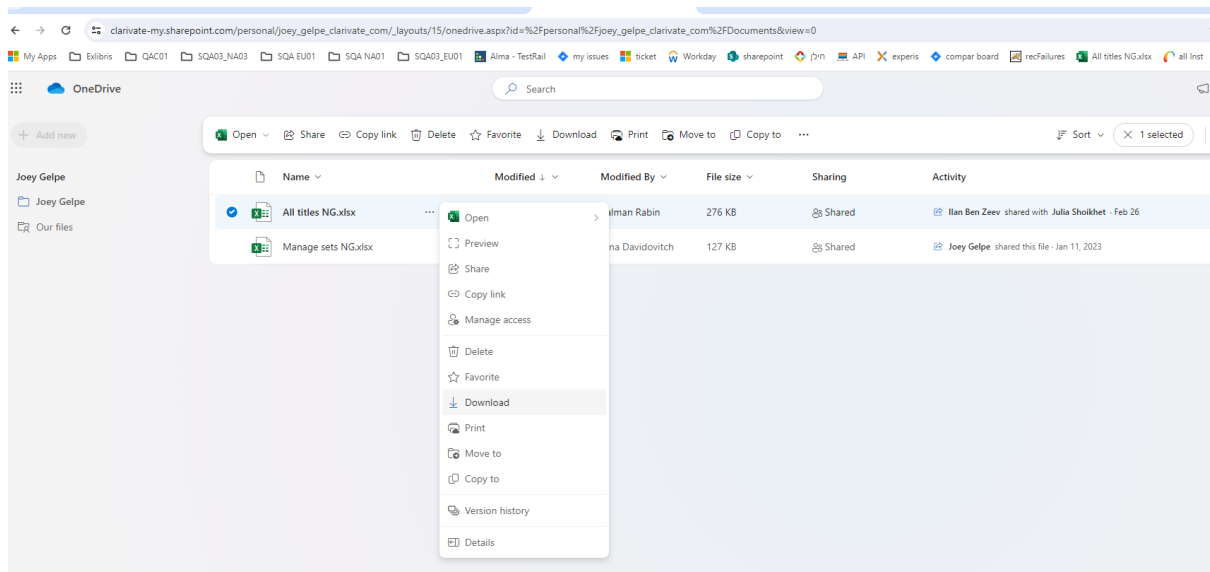 clarivate-my.sharepoint.com/personal/joey_gelpe_clarivate_com/_layouts/15/onedrive.aspx?id=%2Fpersonal%2Fjoey_gelpe_clarivate_com%2FDocuments&view=0
My Apps Exlibris QAC01 SQA03_NA03 SQA EU01 SQA NA01 SQA03_EU01 Alma - TestRail my issues ticket Workday sharepoint חילן API experis compar board recFailures All titles NG.xlsx all Inst
OneDrive Search
Add new Open Share Copy link Delete Favorite Download Print Move to Copy to Sort 1 selected
Joey Gelpe Name Modified Modified By File size Sharing Activity
Joey Gelpe All titles NG.xlsx alman Rabin 276 KB Shared Ilan Ben Zeev shared with Julia Shoikhet · Feb 26
Our files
Manage sets NG.xlsx na Davidovitch 127 KB Shared Joey Gelpe shared this file · Jan 11, 2023
Open
Preview
Share
Copy link
Manage access
Delete
Favorite
Download
Print
Move to
Copy to
Version history
Details